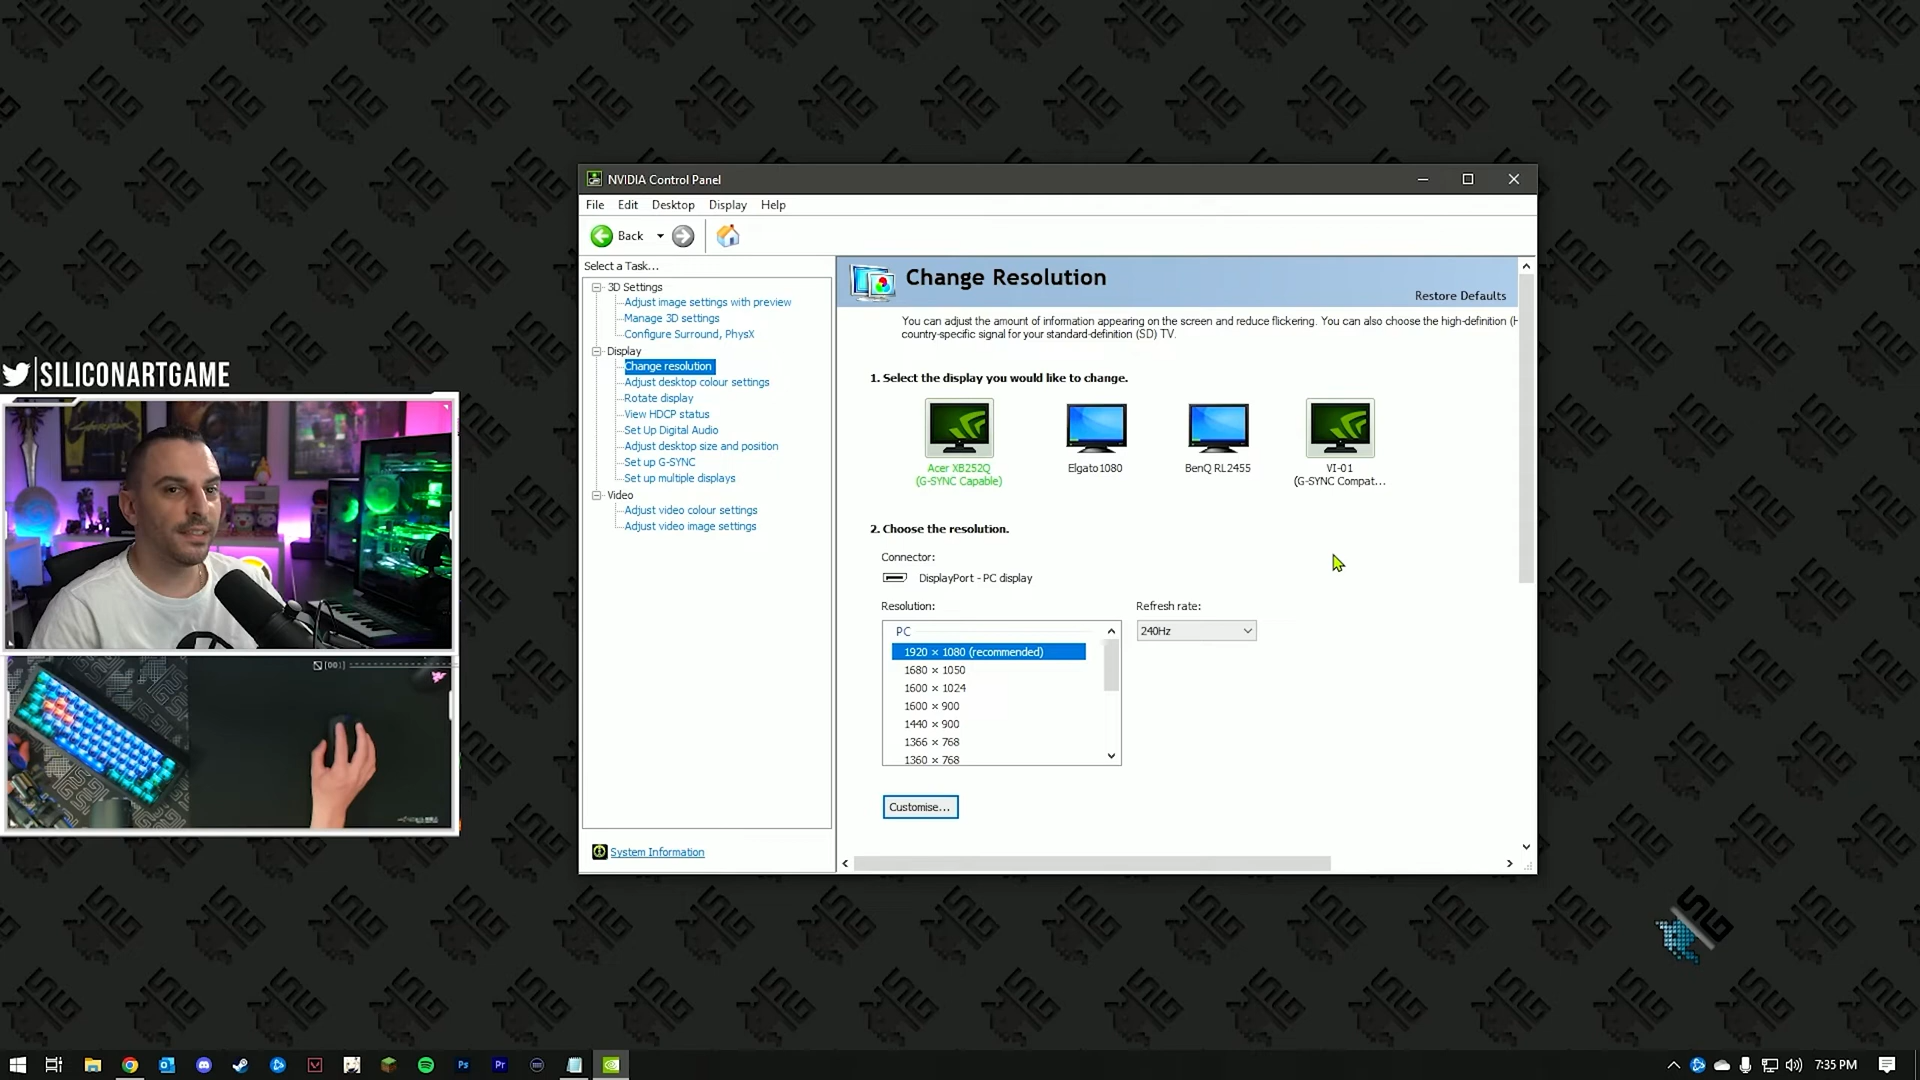 NVIDIA Control Panel
File Edit Desktop Display Help
Back
Select a Task...
3D Settings
Adjust image settings with preview
Manage 3D settings
Configure Surround, PhysX
Display
Change resolution
Adjust desktop colour settings
Rotate display
View HDCP status
Set Up Digital Audio
Adjust desktop size and position
Set up G-SYNC
Set up multiple displays
Video
Adjust video colour settings
Adjust video image settings
System Information
Change Resolution
Restore Defaults
You can adjust the amount of information appearing on the screen and reduce flickering. You can also choose the high-definition (H
country-specific signal for your standard-definition (SD) TV.
1. Select the display you would like to change.
Acer XB252Q
(G-SYNC Capable)
Elgato1080
BenQ RL2455
VI-01
(G-SYNC Compat...
2. Choose the resolution.
Connector:
DisplayPort - PC display
Resolution:
Refresh rate:
PC
240Hz
1920 × 1080 (recommended)
1680 × 1050
1600 × 1024
1600 × 900
1440 × 900
1366 × 768
1360 × 768
Customise...
SILICONARTGAME
[001]
Ps
Pr
7:35 PM